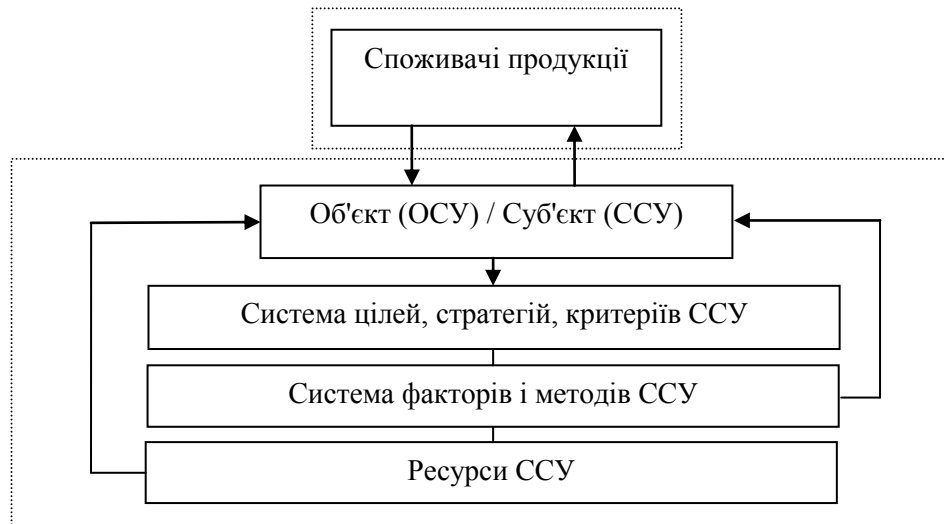 Споживачі продукції
Об'єкт (ОСУ) / Суб'єкт (ССУ)
Система цілей, стратегій, критеріїв ССУ
Система факторів і методів ССУ
Ресурси ССУ